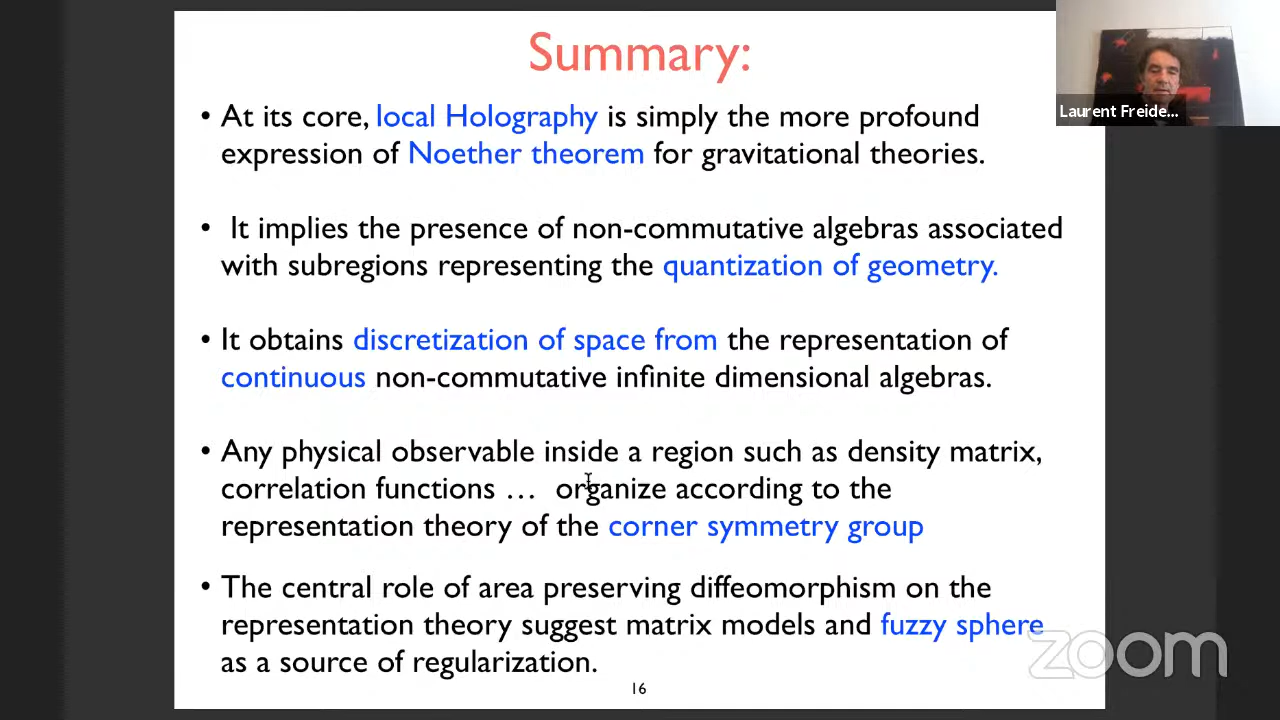 Summary:
• At its core, local Holography is simply the more profound
expression of Noether theorem for gravitational theories.
• It implies the presence of non-commutative algebras associated
with subregions representing the quantization of geometry.
• It obtains discretization of space from the representation of
continuous non-commutative infinite dimensional algebras.
• Any physical observable inside a region such as density matrix,
correlation functions … organize according to the
representation theory of the corner symmetry group
• The central role of area preserving diffeomorphism on the
representation theory suggest matrix models and fuzzy sphere
as a source of regularization.
16
Laurent Freide...
zoom